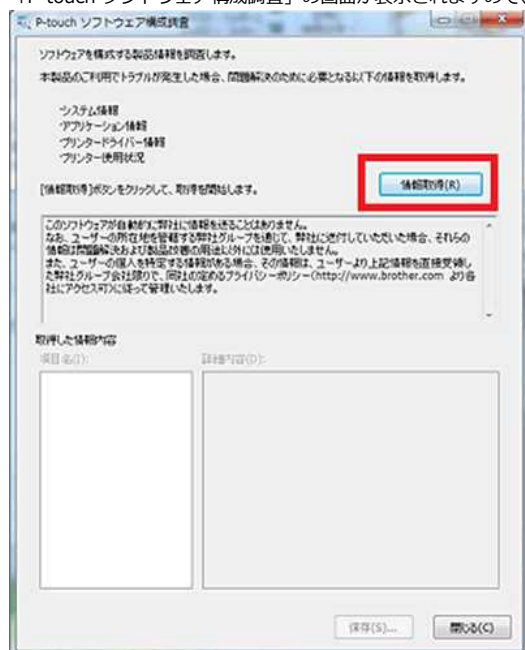 P-touch ソフトウェア構成調査
ソフトウェアを構成する製品情報を調査します。
本製品のご利用でトラブルが発生した場合、問題解決のために必要となる以下の情報を取得します。
・システム情報
・アプリケーション情報
・プリンタードライバー情報
・プリンター使用状況
[情報取得]ボタンをクリックして、取得を開始します。
情報取得(R)
このソフトウェアが自動的に弊社に情報を送ることはありません。
なお、ユーザーの所在地を管轄する弊社グループを通じて、弊社に送付していただいた場合、それらの
情報は問題解決および製品改善の用途以外には使用いたしません。
また、ユーザーの個人を特定する情報がある場合、その情報は、ユーザーより上記情報を直接受領し
た弊社グループ会社限りで、同社の定めるプライバシーポリシー(http://www.brother.com より各
社にアクセス可)に従って管理いたします。
取得した情報内容
項目名(I):
詳細内容(D):
保存(S)...
閉じる(C)